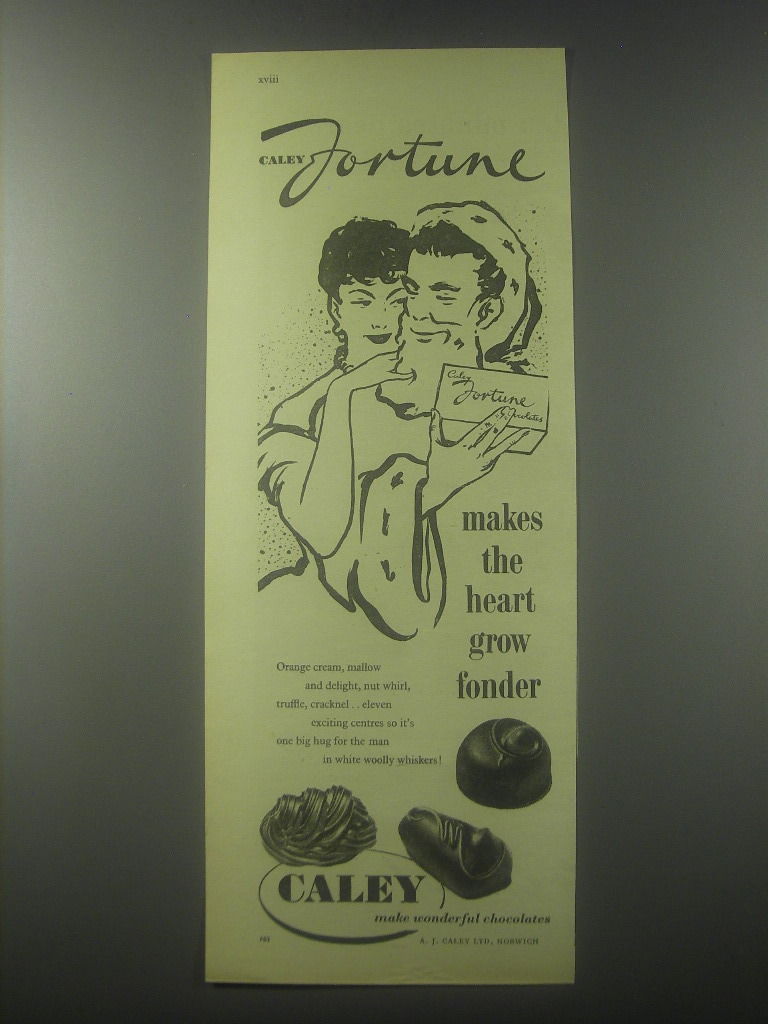 xviii
CALEY Fortune
Caley
Fortune
Chocolates
makes
the
heart
grow
fonder
Orange cream, mallow
and delight, nut whirl,
truffle, cracknel . . eleven
exciting centres so it's
one big hug for the man
in white woolly whiskers!
CALEY
make wonderful chocolates
A. J. CALEY LTD, NORWICH